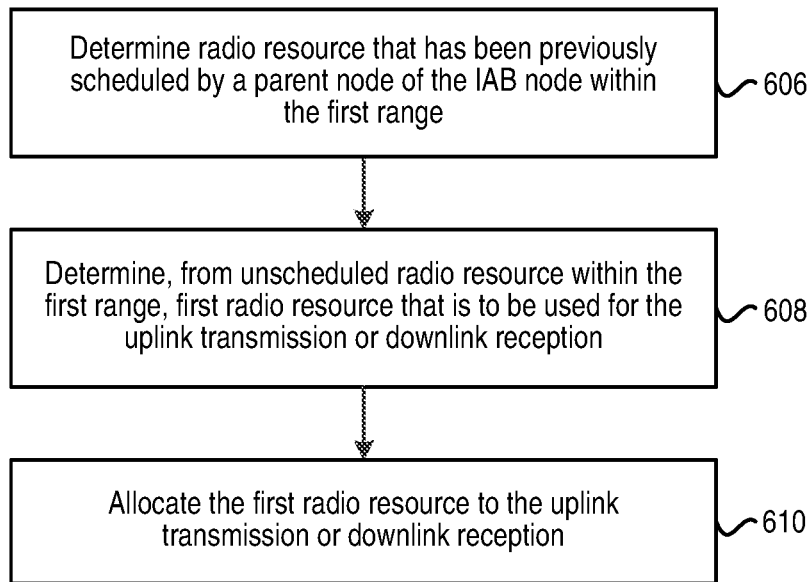 Determine radio resource that has been previously
scheduled by a parent node of the IAB node within
the first range
606
Determine, from unscheduled radio resource within the
first range, first radio resource that is to be used for the
uplink transmission or downlink reception
608
Allocate the first radio resource to the uplink
transmission or downlink reception
610